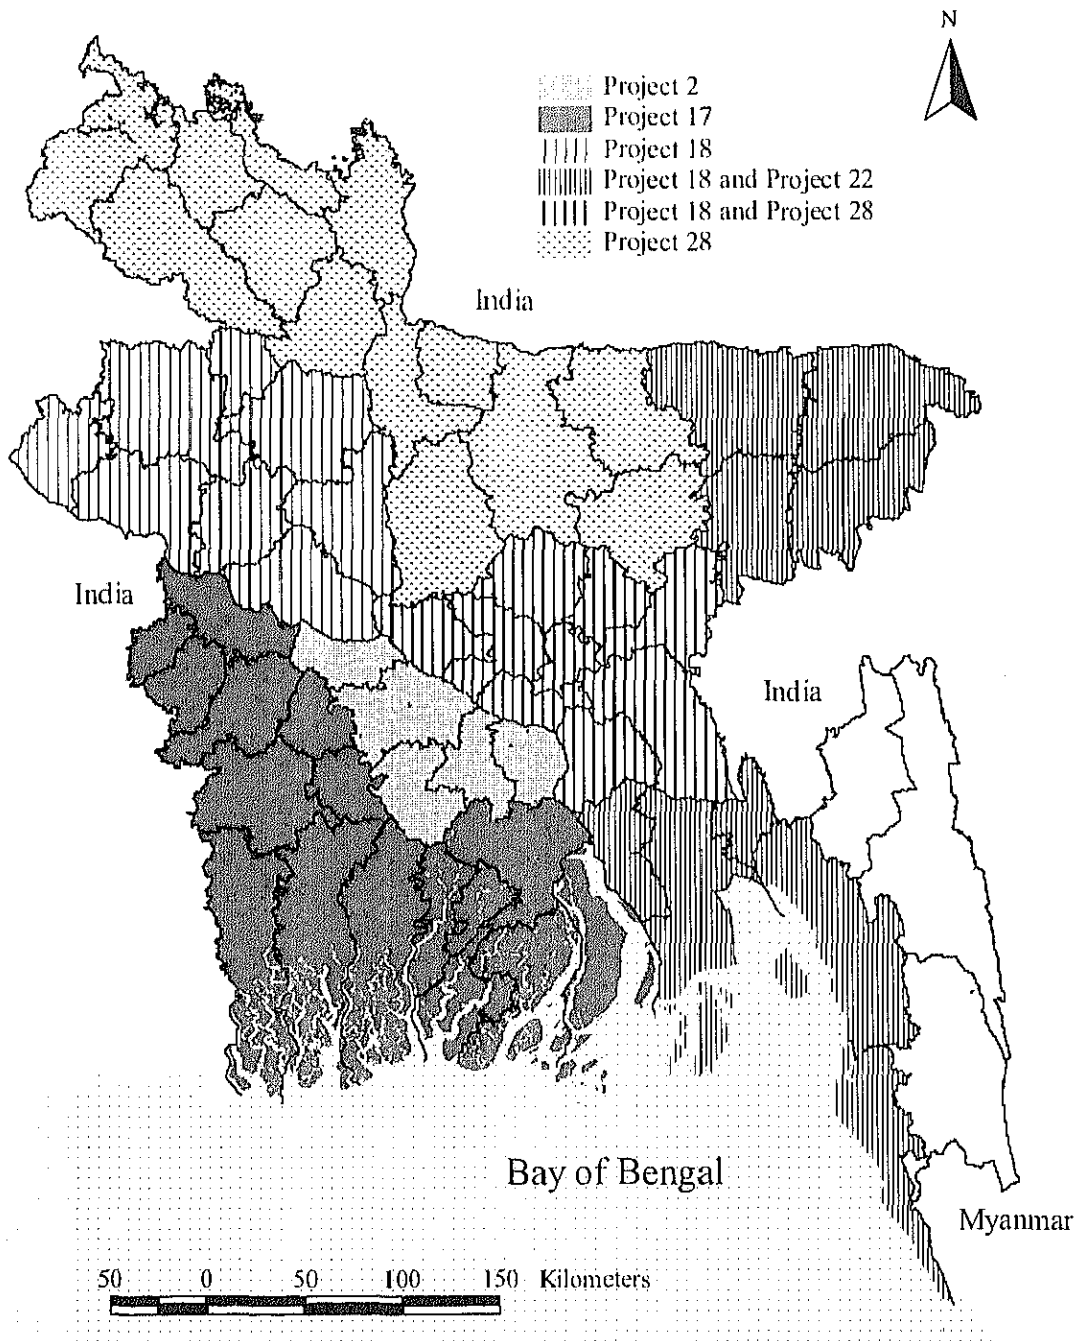 N
Project 2
Project 17
Project 18
Project 18 and Project 22
Project 18 and Project 28
Project 28
India
India
India
Bay of Bengal
Myanmar
50 0 50 100 150 Kilometers